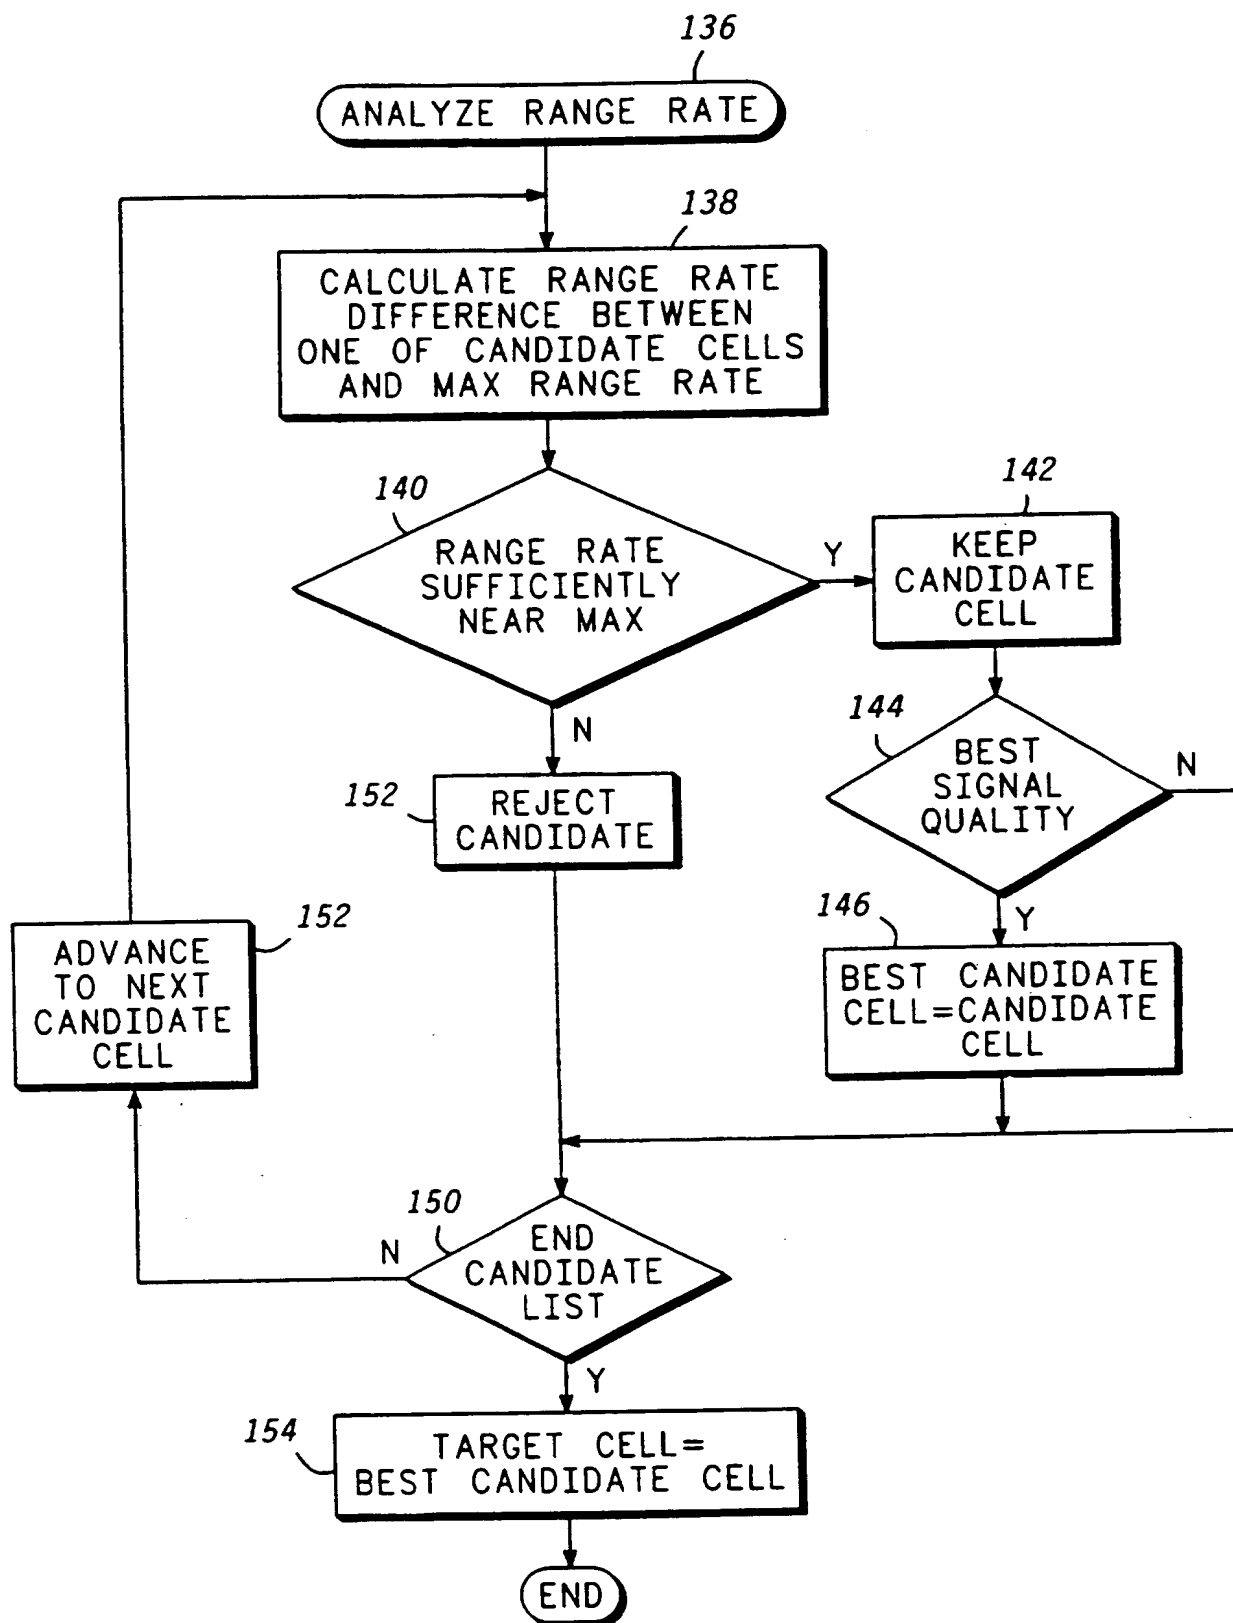 136
ANALYZE RANGE RATE
138
CALCULATE RANGE RATE
DIFFERENCE BETWEEN
ONE OF CANDIDATE CELLS
AND MAX RANGE RATE
140
RANGE RATE
SUFFICIENTLY
NEAR MAX
Y
142
KEEP
CANDIDATE
CELL
N
144
BEST
SIGNAL
QUALITY
N
152
REJECT
CANDIDATE
Y
146
BEST CANDIDATE
CELL=CANDIDATE
CELL
152
ADVANCE
TO NEXT
CANDIDATE
CELL
150
N
END
CANDIDATE
LIST
Y
154
TARGET CELL=
BEST CANDIDATE CELL
END